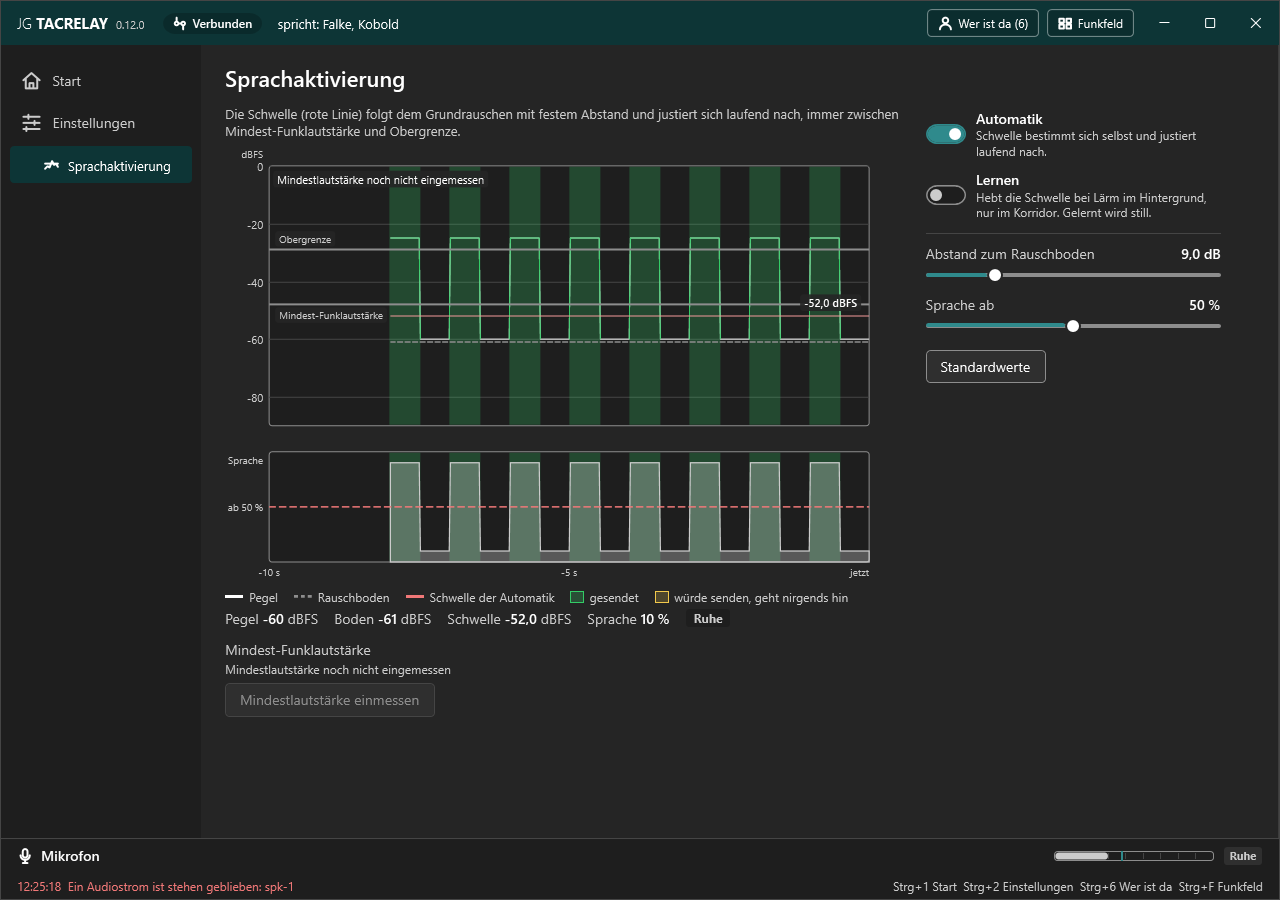 JG TACRELAY 0.12.0
Verbunden
spricht: Falke, Kobold
Wer ist da (6)
Funkfeld
Start
Einstellungen
Sprachaktivierung
Sprachaktivierung
Die Schwelle (rote Linie) folgt dem Grundrauschen mit festem Abstand und justiert sich laufend nach, immer zwischen
Mindest-Funklautstärke und Obergrenze.
dBFS
0
Mindestlautstärke noch nicht eingemessen
-20
Obergrenze
-40
-52,0 dBFS
Mindest-Funklautstärke
-60
-80
Sprache
ab 50 %
-10 s
-5 s
jetzt
Pegel
Rauschboden
Schwelle der Automatik
gesendet
würde senden, geht nirgends hin
Pegel -60 dBFS
Boden -61 dBFS
Schwelle -52,0 dBFS
Sprache 10 %
Ruhe
Mindest-Funklautstärke
Mindestlautstärke noch nicht eingemessen
Mindestlautstärke einmessen
Automatik
Schwelle bestimmt sich selbst und justiert
laufend nach.
Lernen
Hebt die Schwelle bei Lärm im Hintergrund,
nur im Korridor. Gelernt wird still.
Abstand zum Rauschboden
9,0 dB
Sprache ab
50 %
Standardwerte
Mikrofon
Ruhe
12:25:18 Ein Audiostrom ist stehen geblieben: spk-1
Strg+1 Start Strg+2 Einstellungen Strg+6 Wer ist da Strg+F Funkfeld